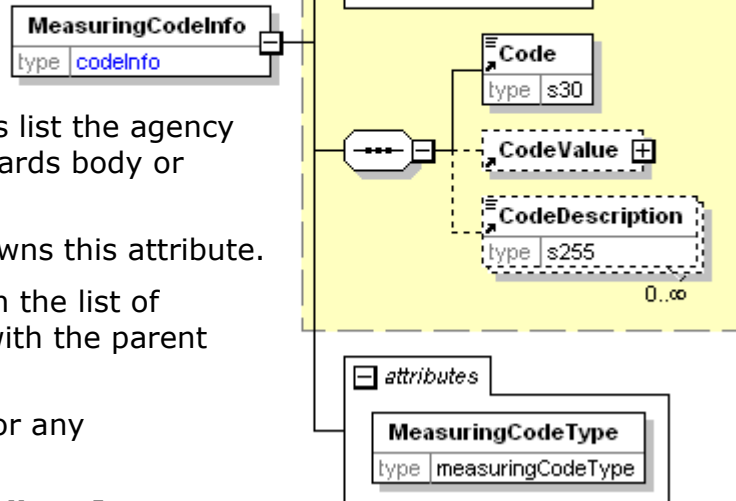 MeasuringCodeInfo
type codeInfo
s list the agency
ards body or
wns this attribute.
n the list of
vith the parent
or any
Code
type s30
CodeValue
CodeDescription
type s255
0..∞
attributes
MeasuringCodeType
type measuringCodeType